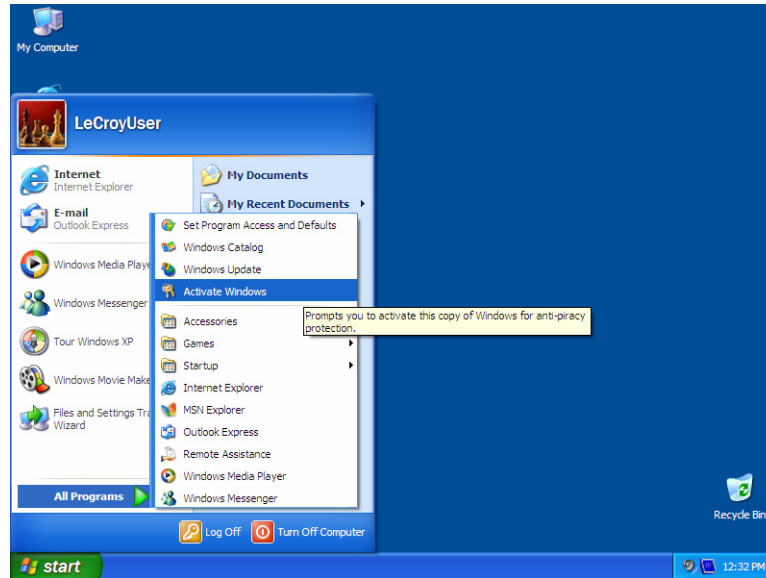 My Computer
LeCroyUser
Internet
Internet Explorer
E-mail
Outlook Express
Windows Media Playe
Windows Messenger
Tour Windows XP
Windows Movie Make
Files and Settings Tra
Wizard
All Programs
My Documents
My Recent Documents
Set Program Access and Defaults
Windows Catalog
Windows Update
Activate Windows
Prompts you to activate this copy of Windows for anti-piracy
protection.
Accessories
Games
Startup
Internet Explorer
MSN Explorer
Outlook Express
Remote Assistance
Windows Media Player
Windows Messenger
Log Off
Turn Off Computer
Recycle Bin
start
12:32 PM